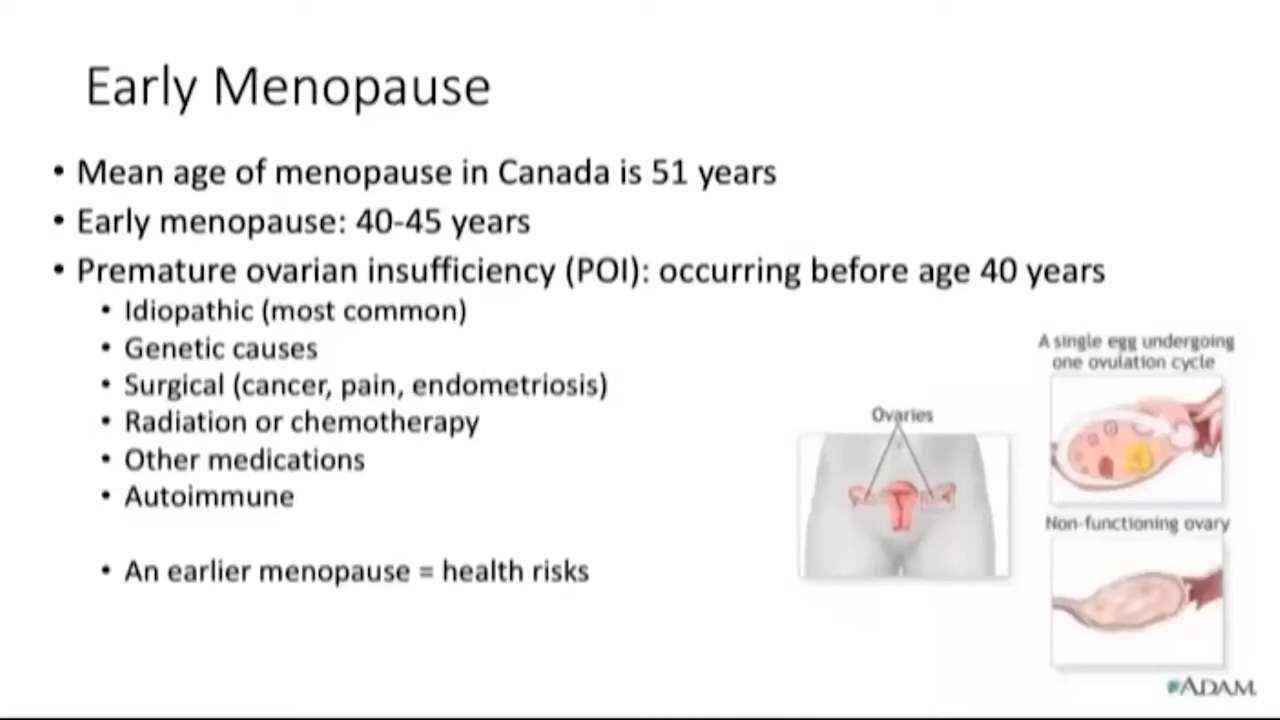 Early Menopause
• Mean age of menopause in Canada is 51 years
• Early menopause: 40-45 years
• Premature ovarian insufficiency (POI): occurring before age 40 years
• Idiopathic (most common)
• Genetic causes
• Surgical (cancer, pain, endometriosis)
• Radiation or chemotherapy
• Other medications
• Autoimmune
• An earlier menopause = health risks
Ovaries
A single egg undergoing
one ovulation cycle
Non-functioning ovary
ADAM.